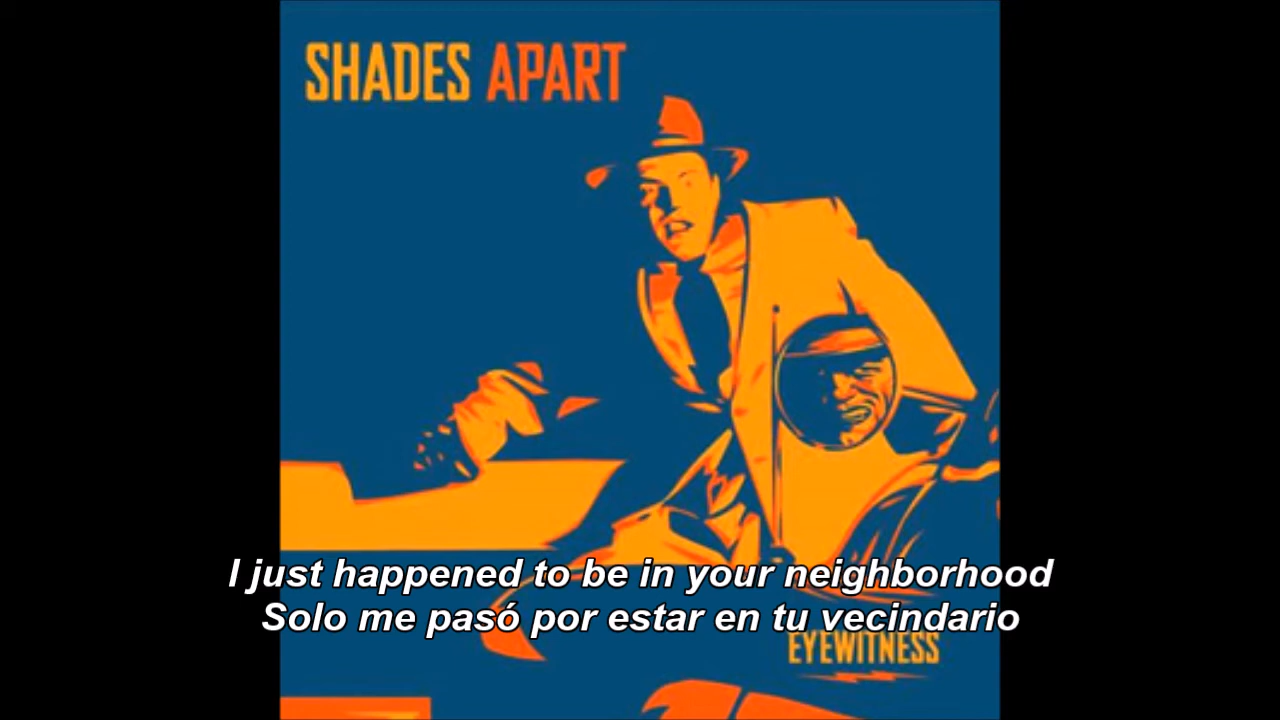 SHADES APART
I just happened to be in your neighborhood
Solo me pasó por estar en tu vecindario
EYEWITNESS